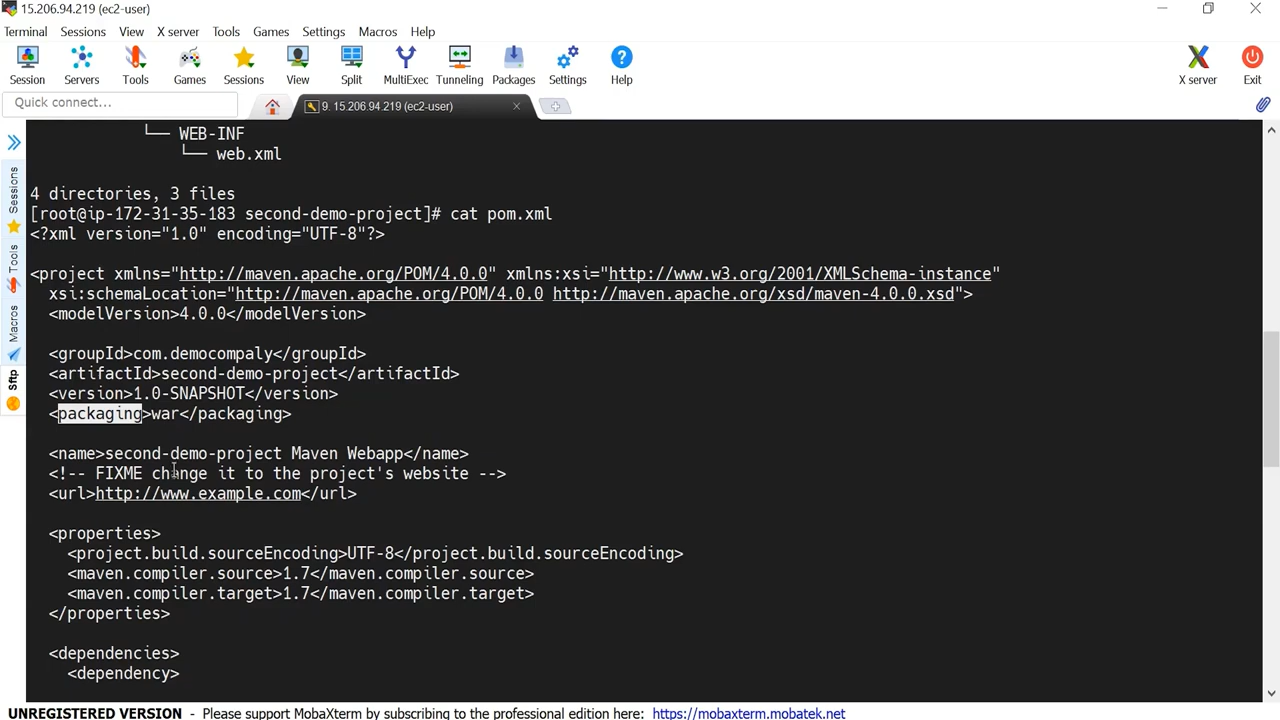 15.206.94.219 (ec2-user)
Terminal Sessions View X server Tools Games Settings Macros Help
Session Servers Tools Games Sessions View Split MultiExec Tunneling Packages Settings Help X server Exit
Quick connect...
9. 15.206.94.219 (ec2-user)
Sessions
Tools
Macros
Sftp
└── WEB-INF
└── web.xml
4 directories, 3 files
[root@ip-172-31-35-183 second-demo-project]# cat pom.xml
<?xml version="1.0" encoding="UTF-8"?>
<project xmlns="http://maven.apache.org/POM/4.0.0" xmlns:xsi="http://www.w3.org/2001/XMLSchema-instance"
xsi:schemaLocation="http://maven.apache.org/POM/4.0.0 http://maven.apache.org/xsd/maven-4.0.0.xsd">
<modelVersion>4.0.0</modelVersion>
<groupId>com.democompaly</groupId>
<artifactId>second-demo-project</artifactId>
<version>1.0-SNAPSHOT</version>
<packaging>war</packaging>
<name>second-demo-project Maven Webapp</name>
<!-- FIXME change it to the project's website -->
<url>http://www.example.com</url>
<properties>
<project.build.sourceEncoding>UTF-8</project.build.sourceEncoding>
<maven.compiler.source>1.7</maven.compiler.source>
<maven.compiler.target>1.7</maven.compiler.target>
</properties>
<dependencies>
<dependency>
UNREGISTERED VERSION - Please support MobaXterm by subscribing to the professional edition here: https://mobaxterm.mobatek.net